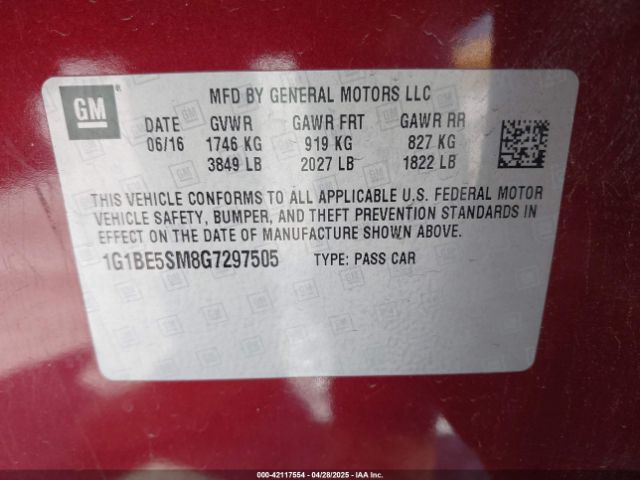 GM
MFD BY GENERAL MOTORS LLC
DATE GVWR GAWR FRT GAWR RR
06/16 1746 KG 919 KG 827 KG
3849 LB 2027 LB 1822 LB
THIS VEHICLE CONFORMS TO ALL APPLICABLE U.S. FEDERAL MOTOR
VEHICLE SAFETY, BUMPER, AND THEFT PREVENTION STANDARDS IN
EFFECT ON THE DATE OF MANUFACTURE SHOWN ABOVE.
1G1BE5SM8G7297505 TYPE: PASS CAR
000-42117554 - 04/28/2025 - IAA Inc.